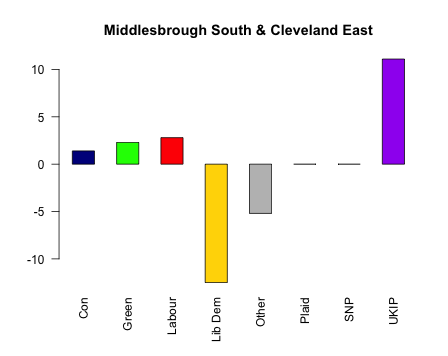 Middlesbrough South & Cleveland East
10
5
0
-5
-10
Con
Green
Labour
Lib Dem
Other
Plaid
SNP
UKIP